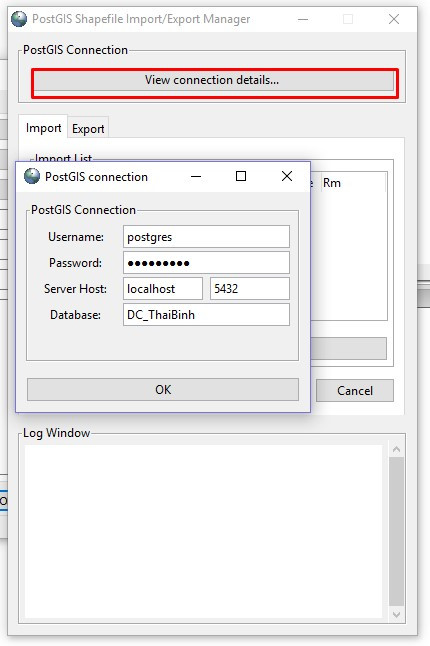 PostGIS Shapefile Import/Export Manager
PostGIS Connection
View connection details...
Import Export
Import List
Rm
PostGIS connection
PostGIS Connection
Username: postgres
Password: ●●●●●●●●●
Server Host: localhost 5432
Database: DC_ThaiBinh
OK
Cancel
Log Window